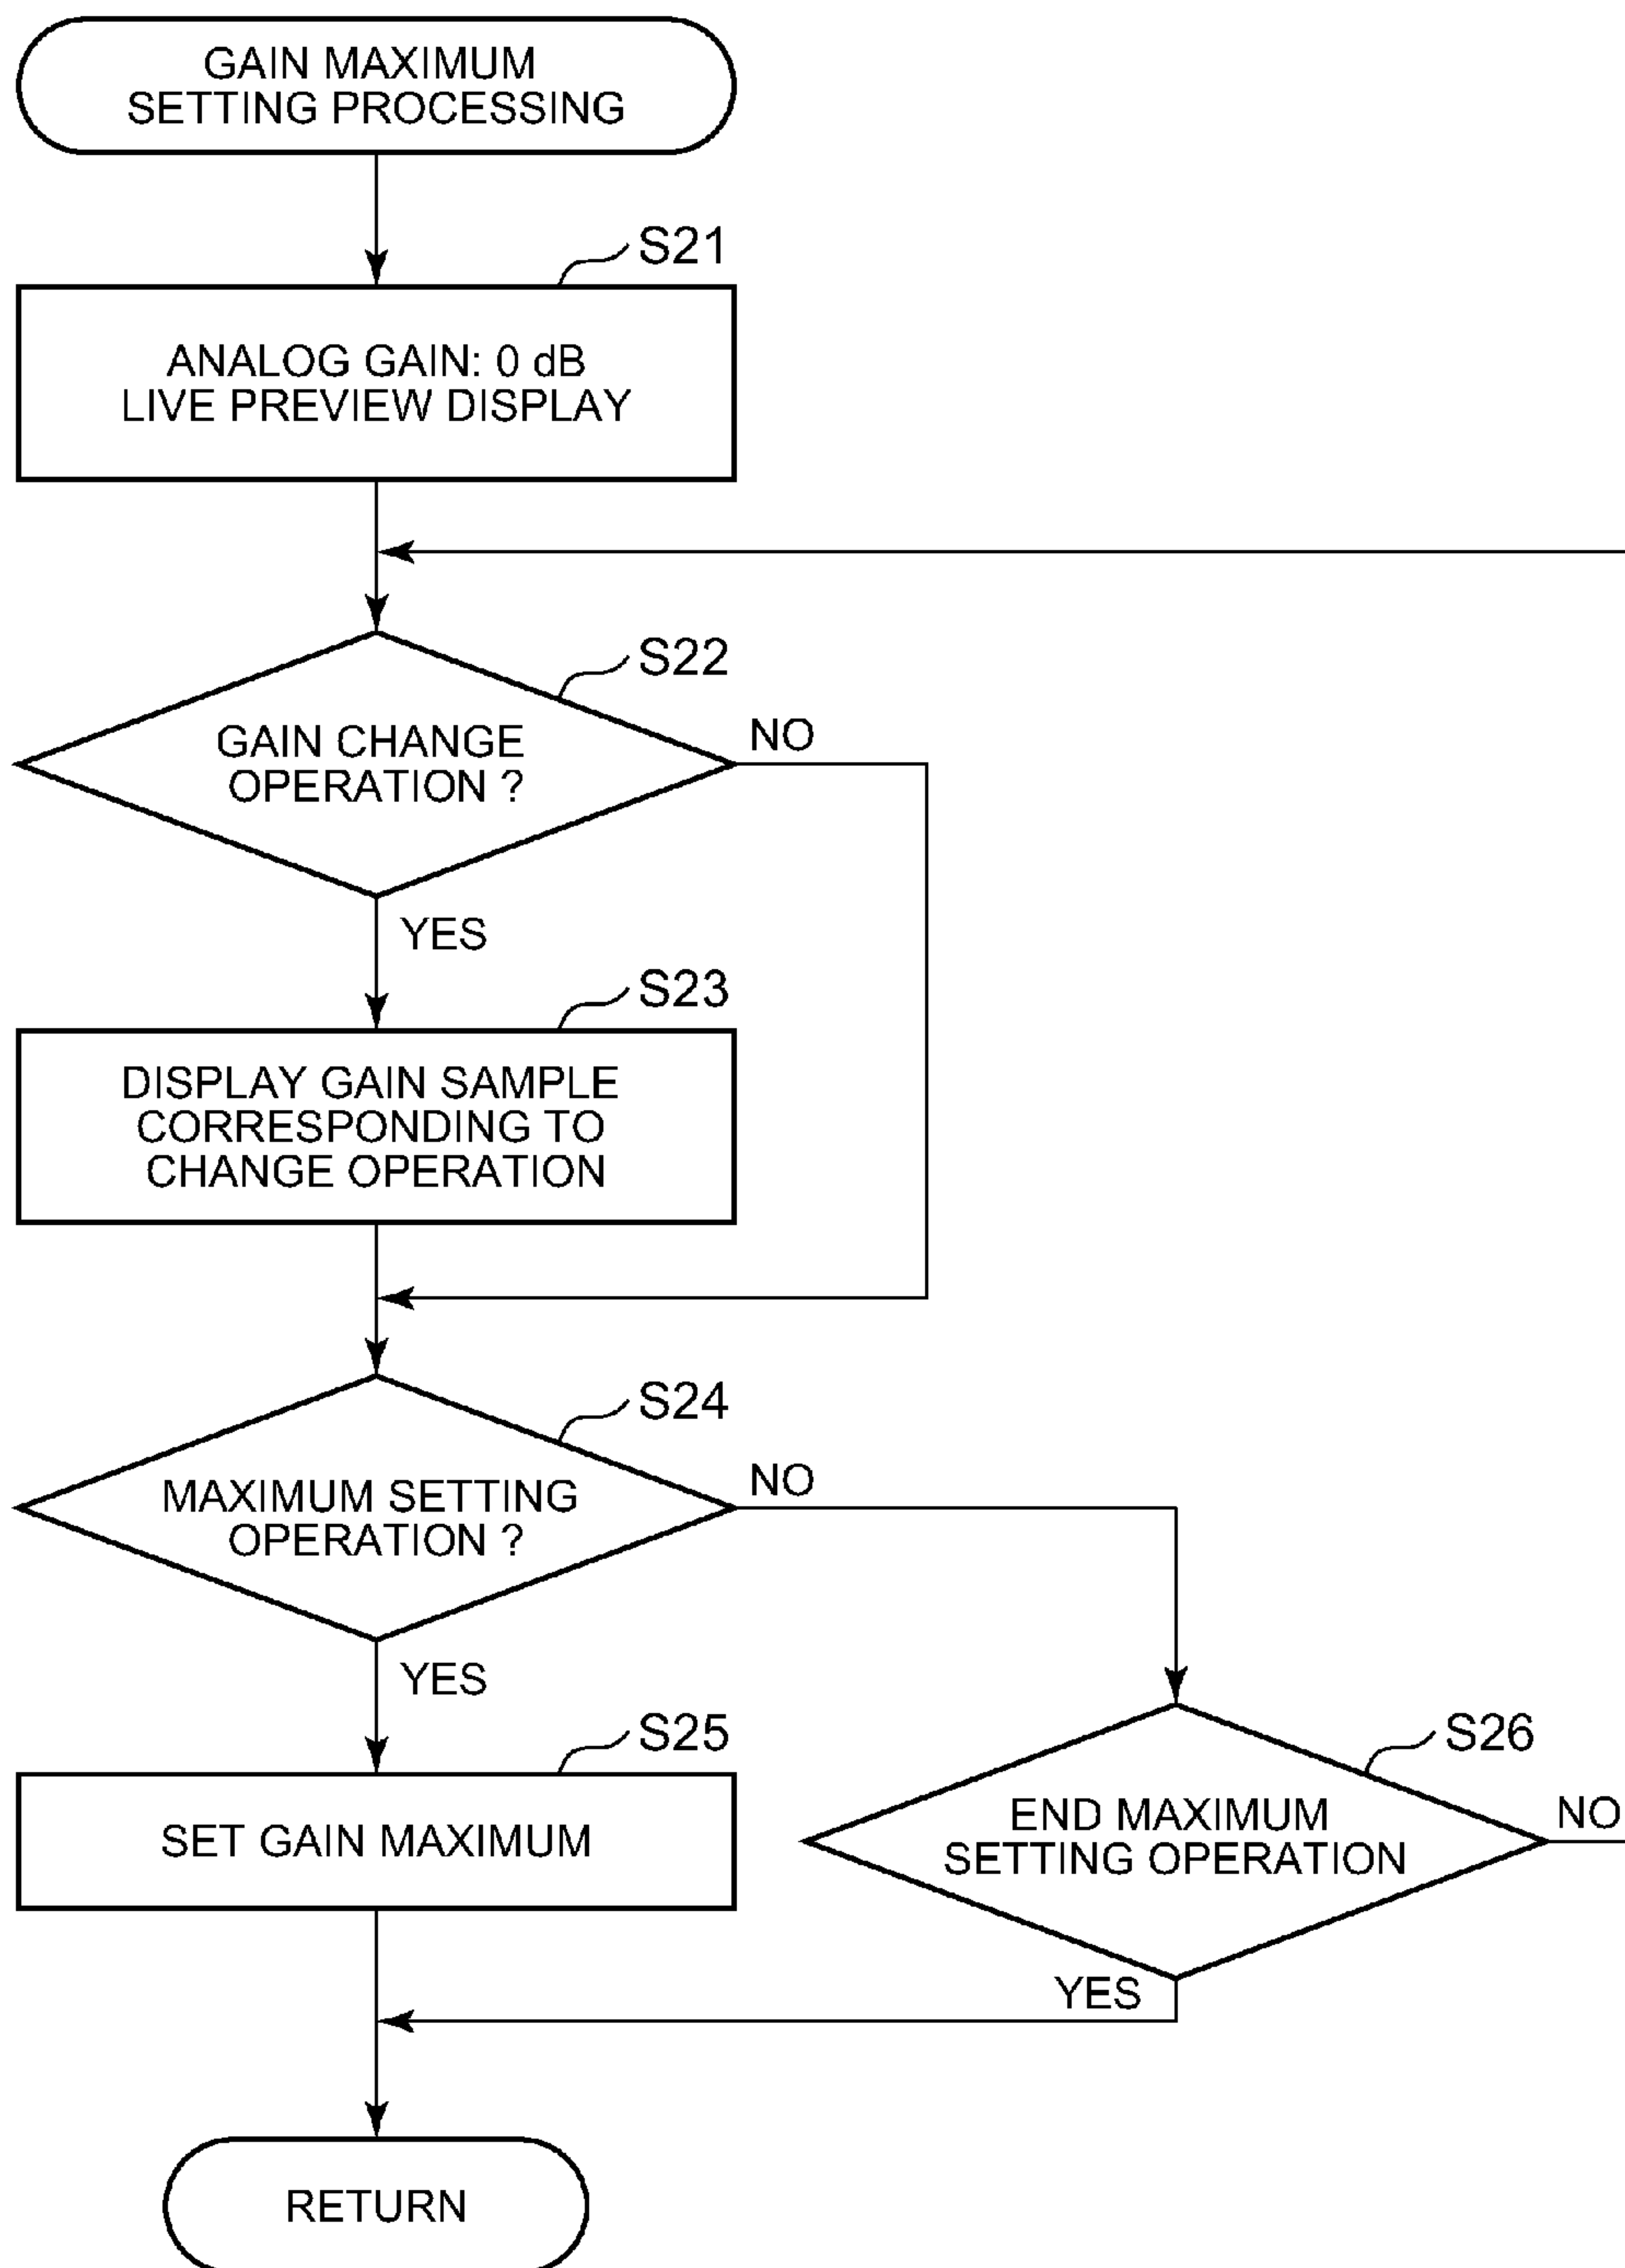 GAIN MAXIMUM
SETTING PROCESSING
S21
ANALOG GAIN: 0 dB
LIVE PREVIEW DISPLAY
S22
GAIN CHANGE
OPERATION ?
NO
YES
S23
DISPLAY GAIN SAMPLE
CORRESPONDING TO
CHANGE OPERATION
S24
MAXIMUM SETTING
OPERATION ?
NO
YES
S25
SET GAIN MAXIMUM
S26
END MAXIMUM
SETTING OPERATION
NO
YES
RETURN